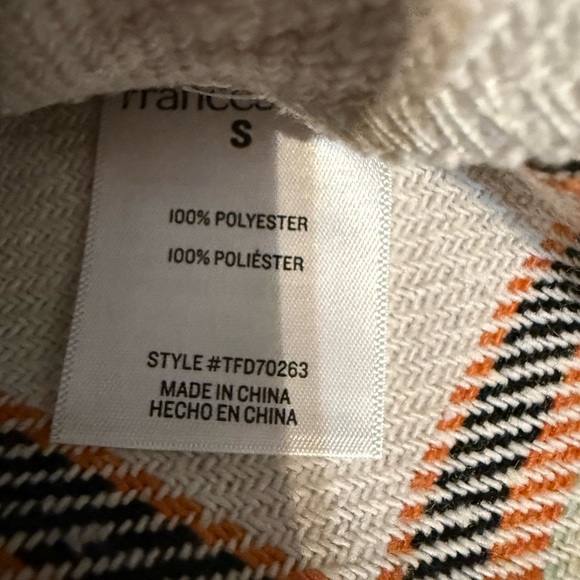 S
100% POLYESTER
100% POLIÉSTER
STYLE #TFD70263
MADE IN CHINA
HECHO EN CHINA